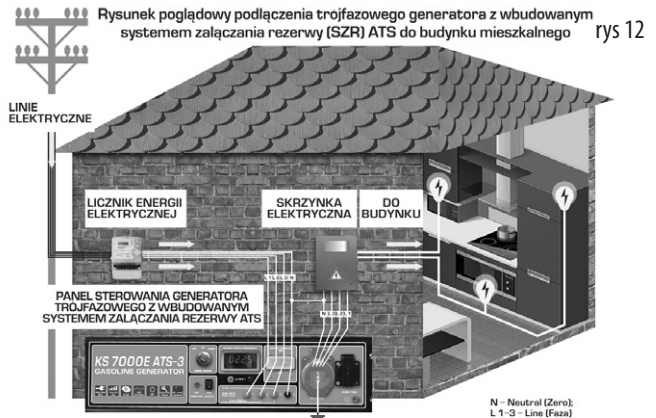 Rysunek poglądowy podłączenia trójfazowego generatora z wbudowanym
systemem załączania rezerwy (SZR) ATS do budynku mieszkalnego
rys 12
LINIE
ELEKTRYCZNE
LICZNIK ENERGII
ELEKTRYCZNEJ
SKRZYNKA
ELEKTRYCZNA
DO
BUDYNKU
PANEL STEROWANIA GENERATORA
TRÓJFAZOWEGO Z WBUDOWANYM
SYSTEMEM ZAŁĄCZANIA REZERWY ATS
KS 7000E ATS-3
GASOLINE GENERATOR
N – Neutral (Zero);
L 1-3 – Line (Faza)